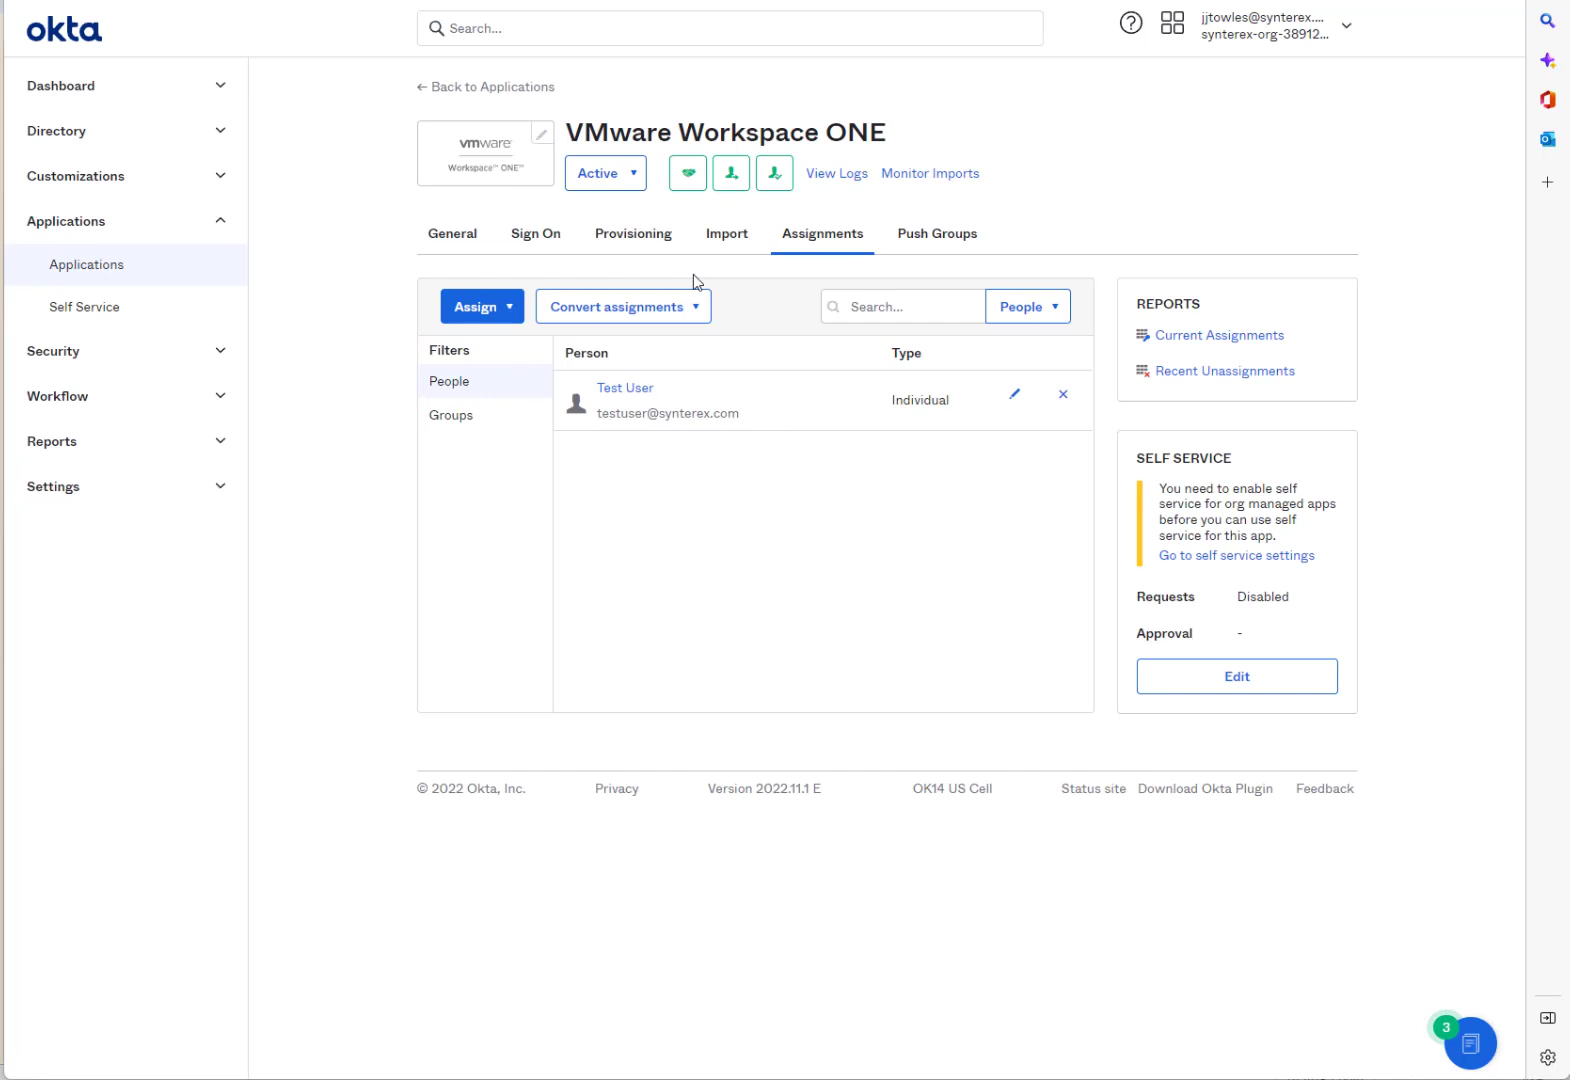 okta
Search...
jjtowles@synterex....
synterex-org-38912...
Dashboard
Directory
Customizations
Applications
Applications
Self Service
Security
Workflow
Reports
Settings
← Back to Applications
vmware
Workspace™ ONE™
VMware Workspace ONE
Active
View Logs
Monitor Imports
General
Sign On
Provisioning
Import
Assignments
Push Groups
Assign
Convert assignments
Search...
People
Filters
People
Groups
Person
Type
Test User
testuser@synterex.com
Individual
REPORTS
Current Assignments
Recent Unassignments
SELF SERVICE
You need to enable self
service for org managed apps
before you can use self
service for this app.
Go to self service settings
Requests Disabled
Approval -
Edit
© 2022 Okta, Inc.
Privacy
Version 2022.11.1 E
OK14 US Cell
Status site
Download Okta Plugin
Feedback
3